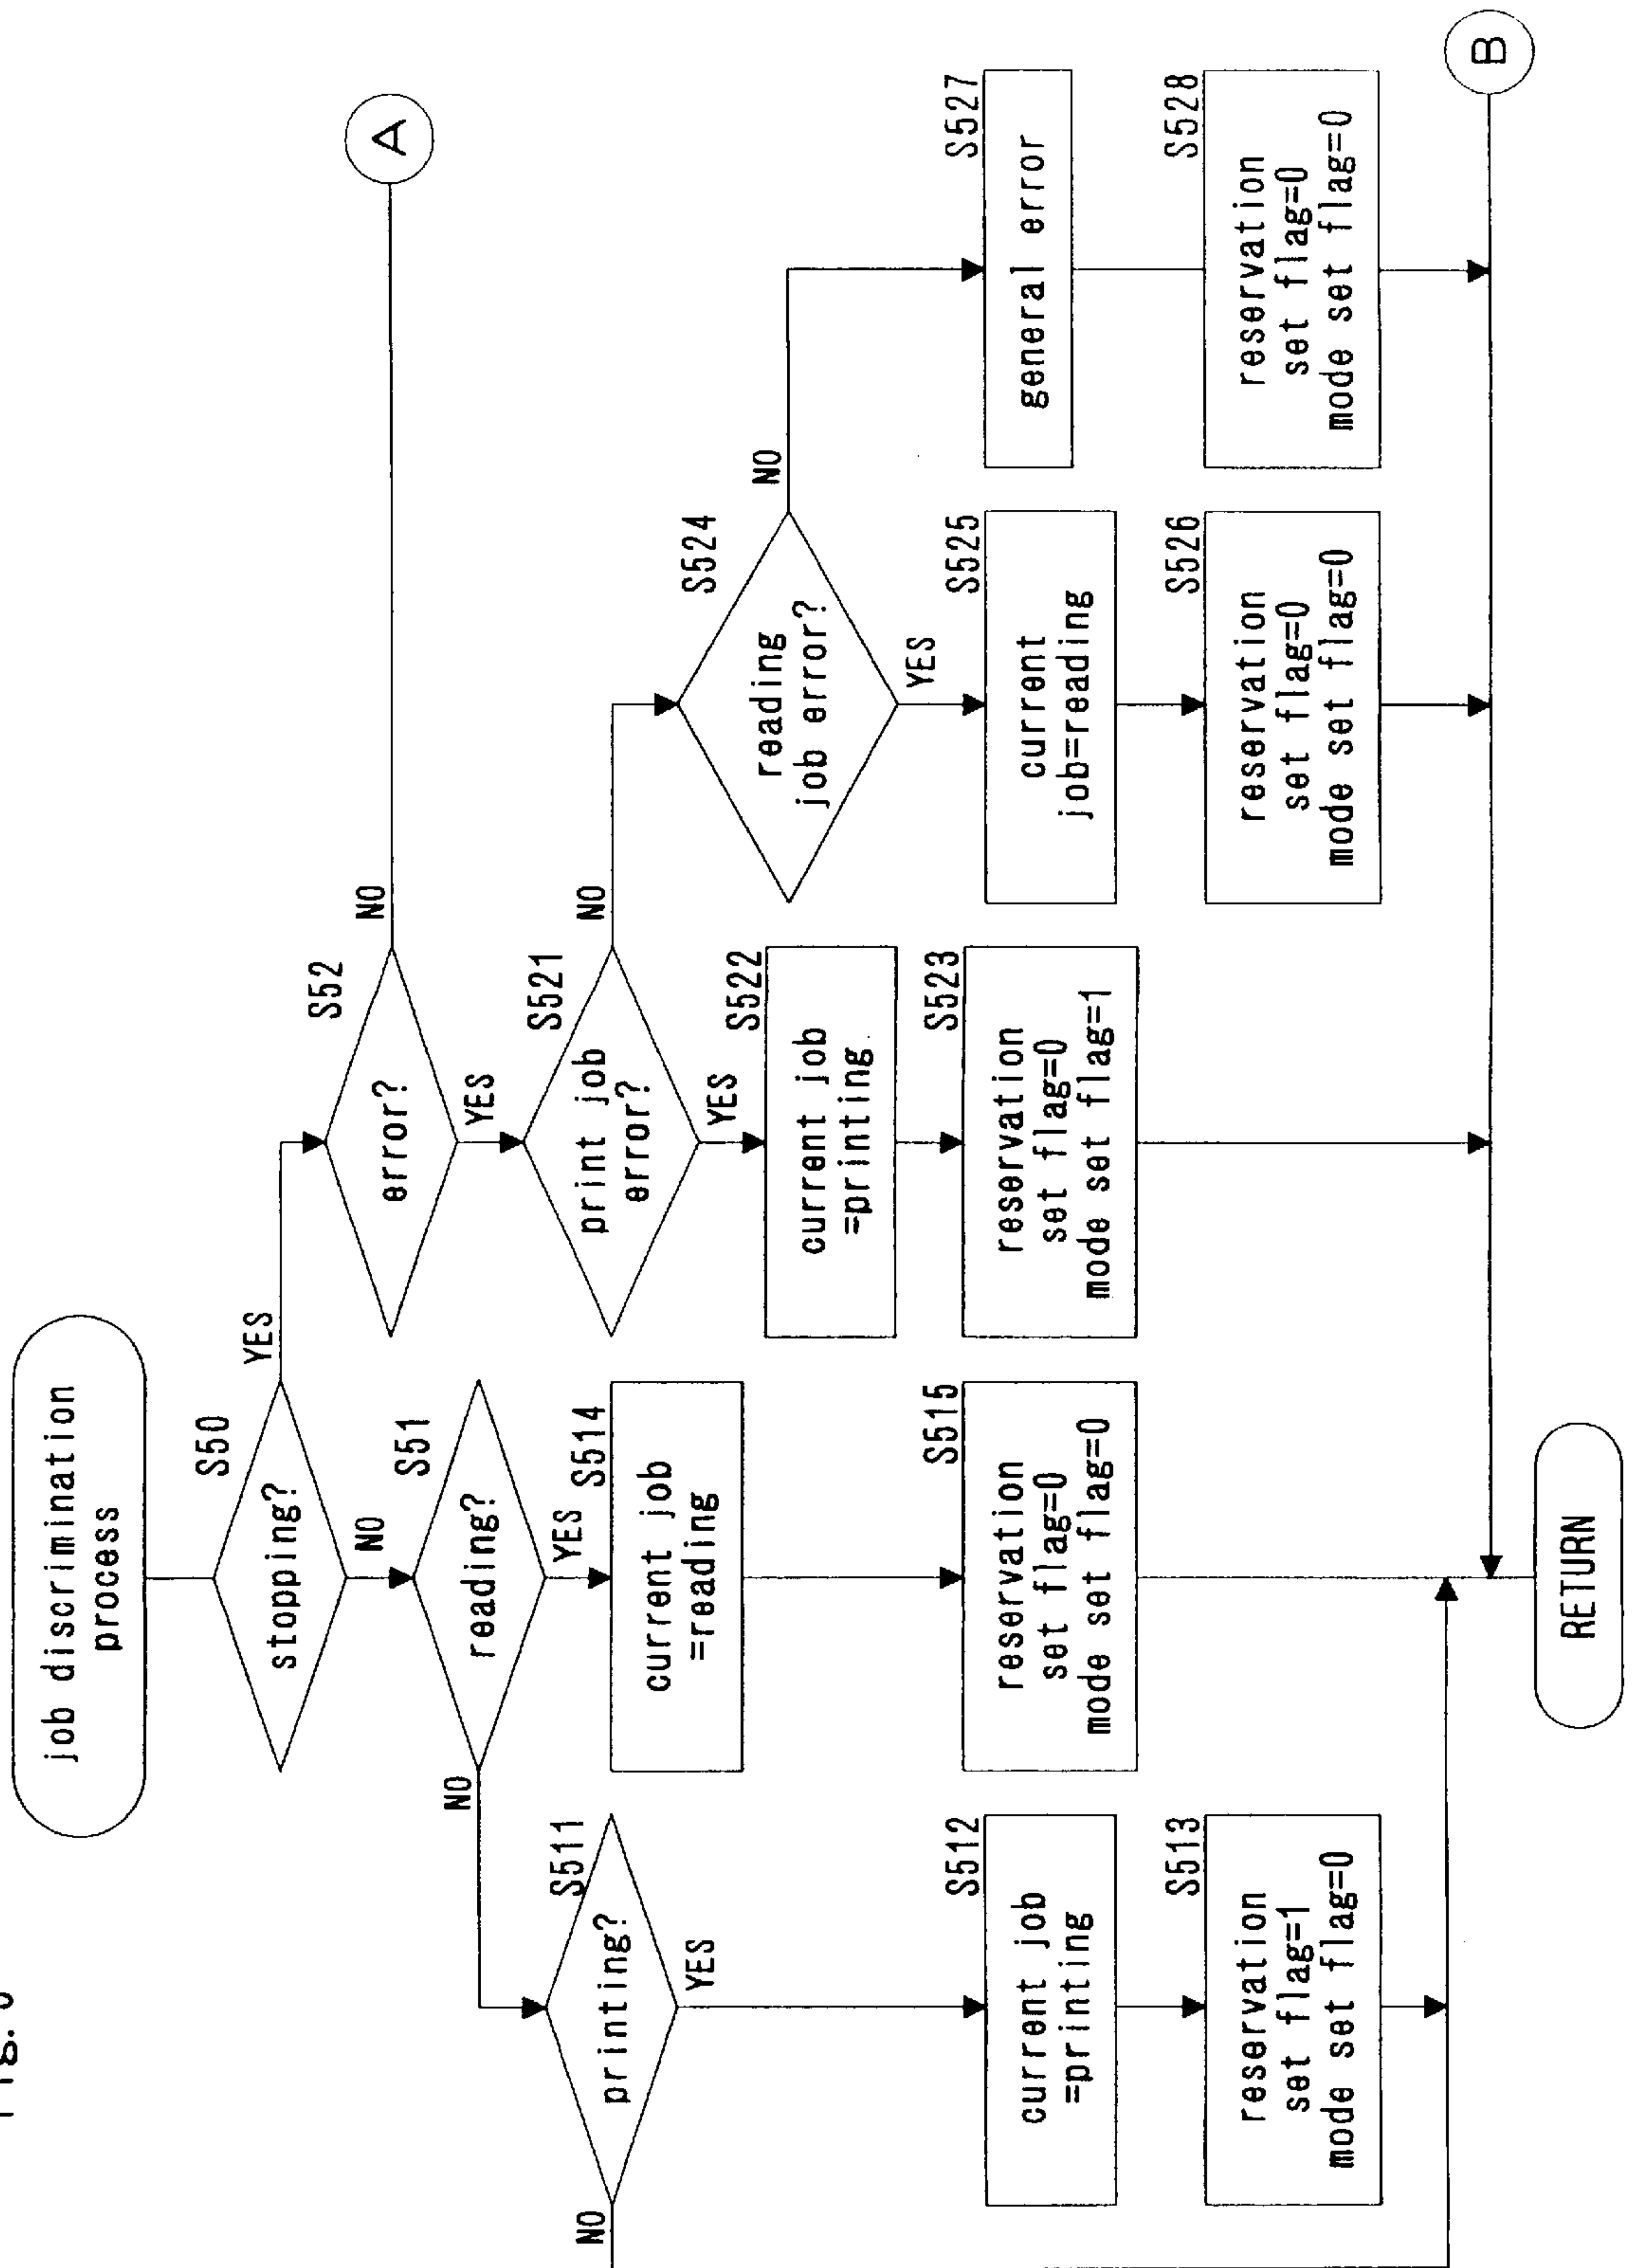 job discrimination
process
S50
stopping?
YES
NO
S51
reading?
NO
YES
S511
printing?
NO
YES
S512
current job
=printing
S513
reservation
set flag=1
mode set flag=0
S514
current job
=reading
S515
reservation
set flag=0
mode set flag=0
S52
error?
NO
YES
A
S521
print job
error?
NO
YES
S522
current job
=printing
S523
reservation
set flag=0
mode set flag=1
S524
reading
job error?
NO
YES
S525
current
job=reading
S526
reservation
set flag=0
mode set flag=0
S527
general error
S528
reservation
set flag=0
mode set flag=0
B
RETURN